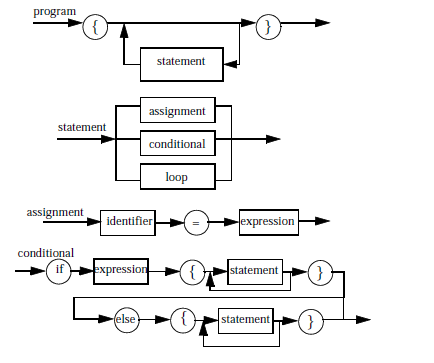 program
{ }
statement
assignment
statement
conditional
loop
assignment identifier = expression
conditional
if expression { statement }
else { statement }